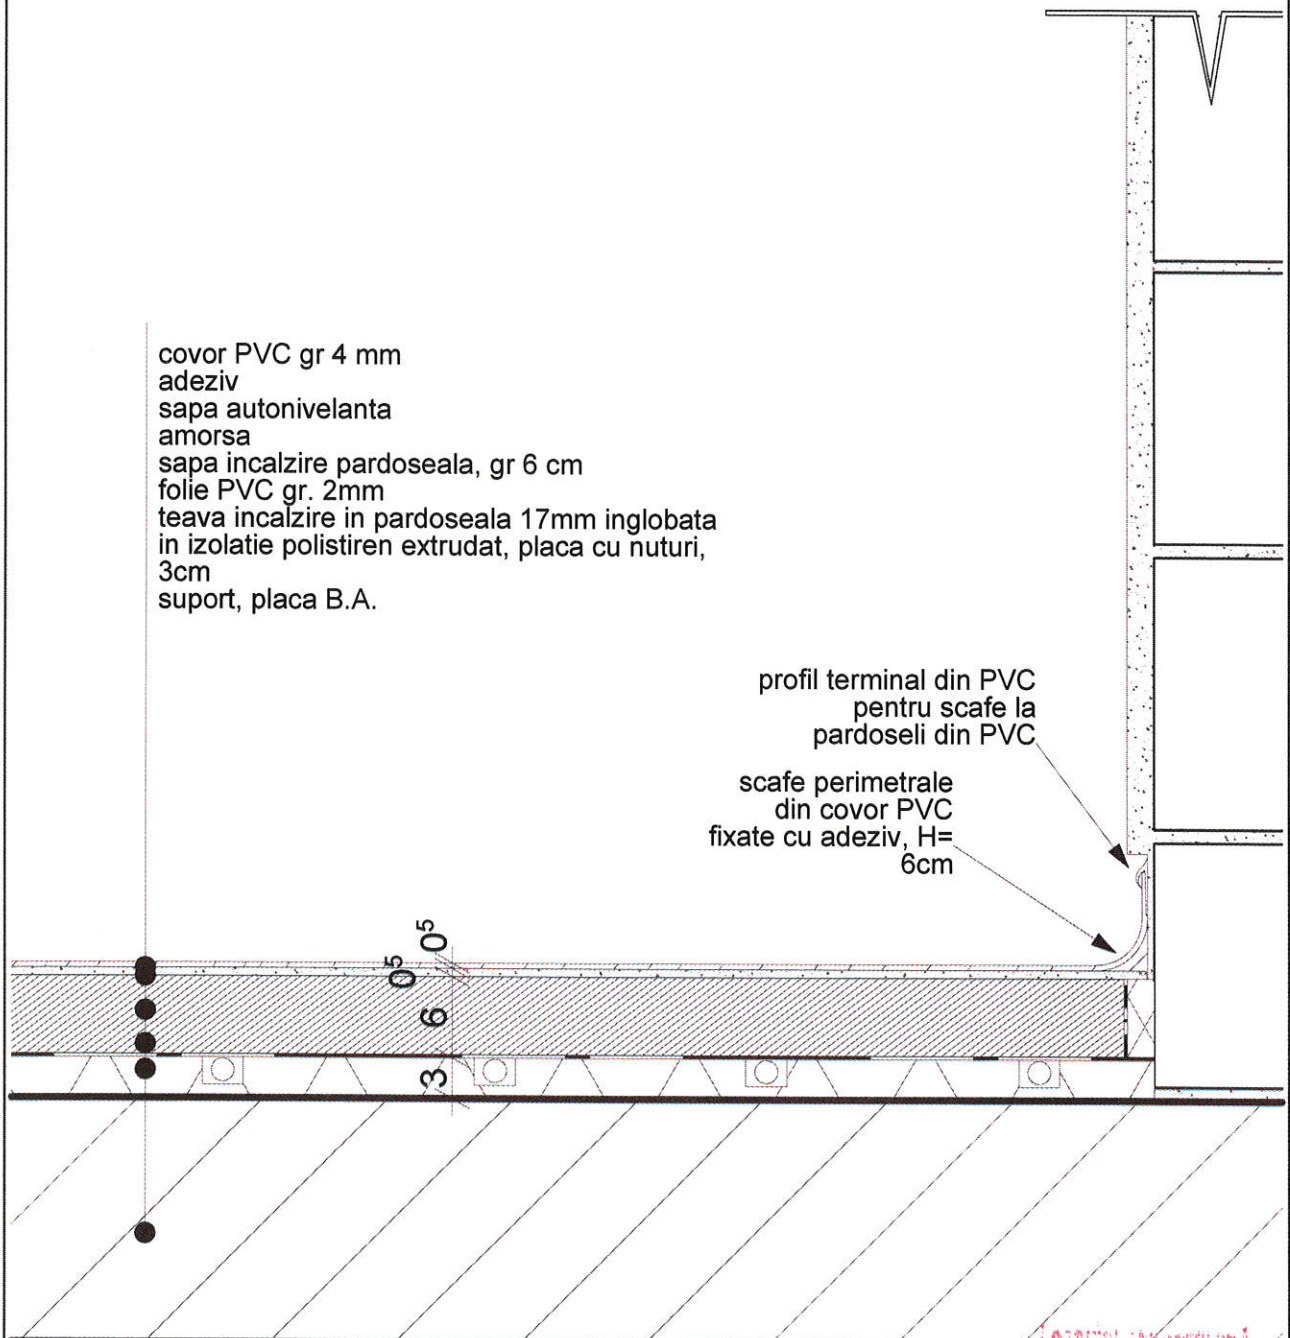 covor PVC gr 4 mm
adeziv
sapa autonivelanta
amorsa
sapa incalzire pardoseala, gr 6 cm
folie PVC gr. 2mm
teava incalzire in pardoseala 17mm inglobata
in izolatie polistiren extrudat, placa cu nuturi,
3cm
suport, placa B.A.
profil terminal din PVC
pentru scafe la
pardoseli din PVC
scafe perimetrale
din covor PVC
fixate cu adeziv, H=
6cm
0⁵
0⁵
6
3